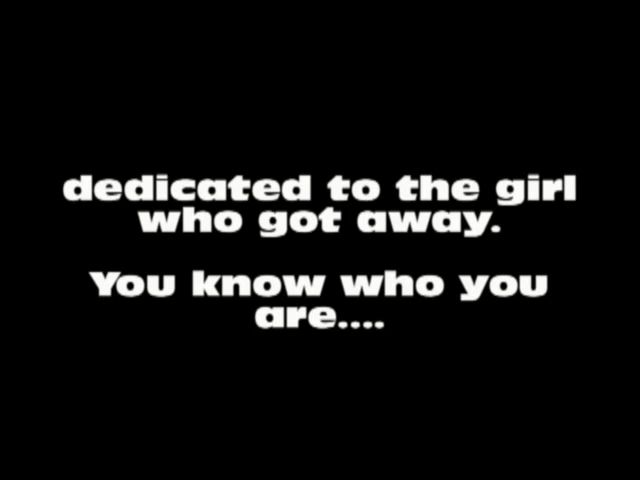 dedicated to the girl
who got away.
You know who you
are....